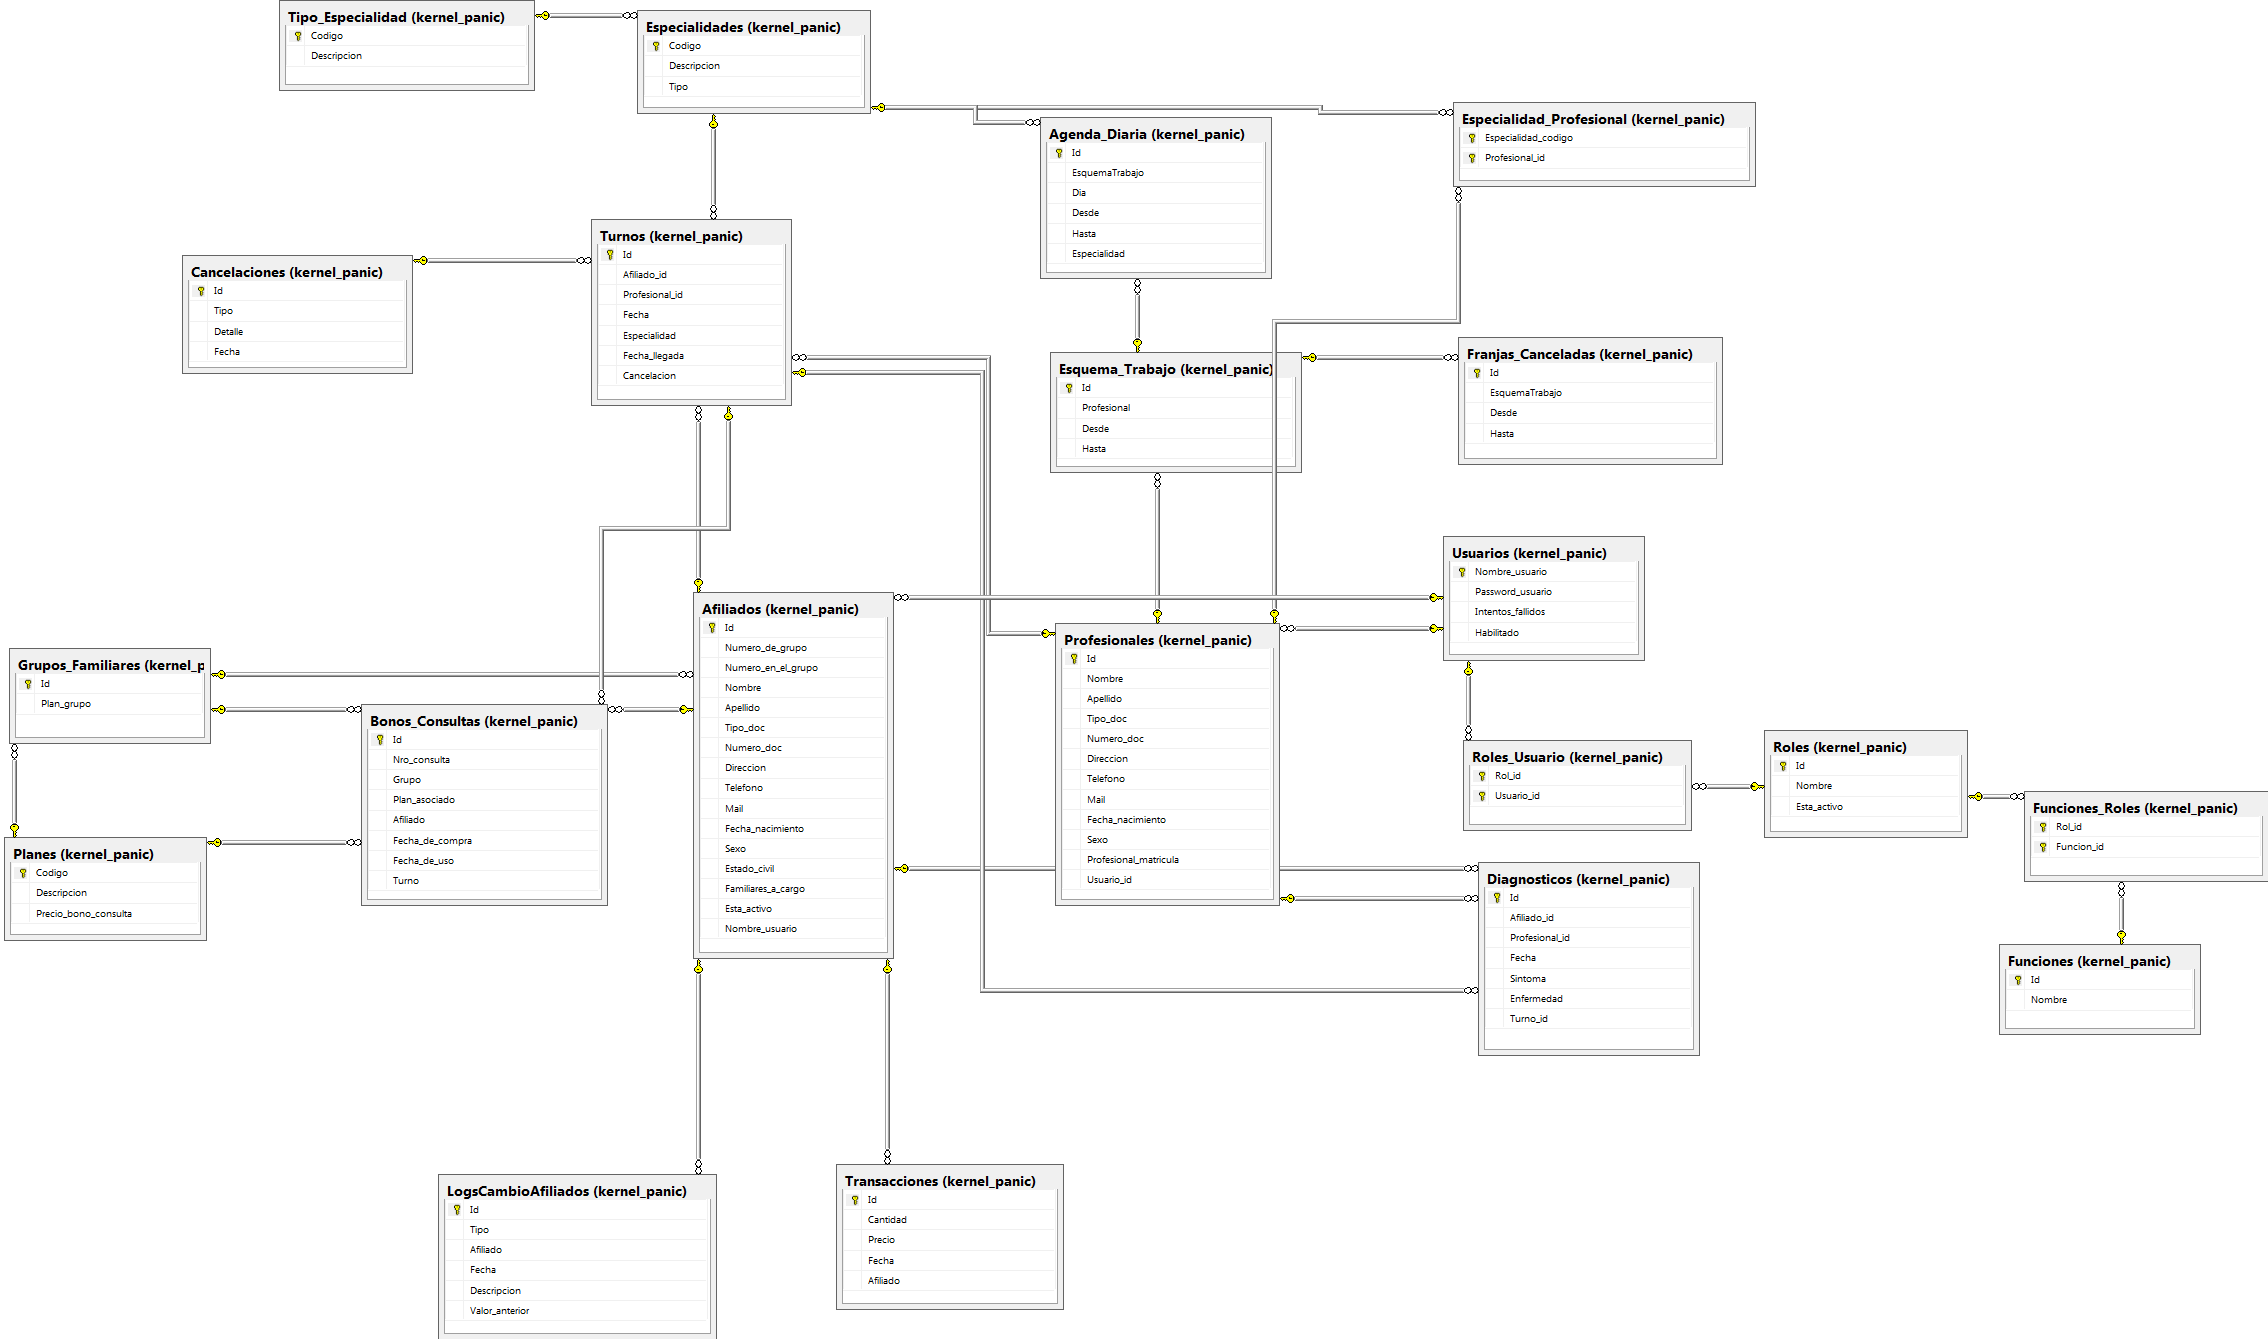 Tipo_Especialidad (kernel_panic)
Codigo
Descripcion
Especialidades (kernel_panic)
Codigo
Descripcion
Tipo
Agenda_Diaria (kernel_panic)
Id
EsquemaTrabajo
Dia
Desde
Hasta
Especialidad
Especialidad_Profesional (kernel_panic)
Especialidad_codigo
Profesional_id
Turnos (kernel_panic)
Id
Afiliado_id
Profesional_id
Fecha
Especialidad
Fecha_llegada
Cancelacion
Cancelaciones (kernel_panic)
Id
Tipo
Detalle
Fecha
Esquema_Trabajo (kernel_panic)
Id
Profesional
Desde
Hasta
Franjas_Canceladas (kernel_panic)
Id
EsquemaTrabajo
Desde
Hasta
Usuarios (kernel_panic)
Nombre_usuario
Password_usuario
Intentos_fallidos
Habilitado
Afiliados (kernel_panic)
Id
Numero_de_grupo
Numero_en_el_grupo
Nombre
Apellido
Tipo_doc
Numero_doc
Direccion
Telefono
Mail
Fecha_nacimiento
Sexo
Estado_civil
Familiares_a_cargo
Esta_activo
Nombre_usuario
Profesionales (kernel_panic)
Id
Nombre
Apellido
Tipo_doc
Numero_doc
Direccion
Telefono
Mail
Fecha_nacimiento
Sexo
Profesional_matricula
Usuario_id
Grupos_Familiares (kernel_p
Id
Plan_grupo
Bonos_Consultas (kernel_panic)
Id
Nro_consulta
Grupo
Plan_asociado
Afiliado
Fecha_de_compra
Fecha_de_uso
Turno
Planes (kernel_panic)
Codigo
Descripcion
Precio_bono_consulta
Roles_Usuario (kernel_panic)
Rol_id
Usuario_id
Roles (kernel_panic)
Id
Nombre
Esta_activo
Funciones_Roles (kernel_panic)
Rol_id
Funcion_id
Diagnosticos (kernel_panic)
Id
Afiliado_id
Profesional_id
Fecha
Sintoma
Enfermedad
Turno_id
Funciones (kernel_panic)
Id
Nombre
LogsCambioAfiliados (kernel_panic)
Id
Tipo
Afiliado
Fecha
Descripcion
Valor_anterior
Transacciones (kernel_panic)
Id
Cantidad
Precio
Fecha
Afiliado